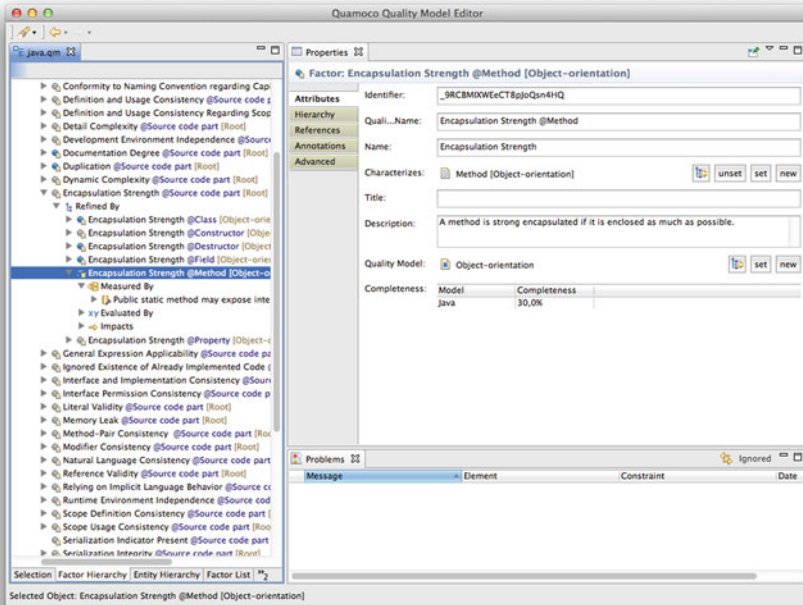 Quamoco Quality Model Editor
java.qm
Conformity to Naming Convention regarding Cap
Definition and Usage Consistency @Source code p
Definition and Usage Consistency Regarding Scop
Detail Complexity @Source code part [Root]
Development Environment Independence @Source
Documentation Degree @Source code part [Root]
Duplication @Source code part [Root]
Dynamic Complexity @Source code part [Root]
Encapsulation Strength @Source code part [Root]
Refined By
Encapsulation Strength @Class [Object-orie
Encapsulation Strength @Constructor [Obje
Encapsulation Strength @Destructor [Object
Encapsulation Strength @Field [Object-orien
Encapsulation Strength @Method [Object-o
Measured By
Public static method may expose inte
xy Evaluated By
Impacts
Encapsulation Strength @Property [Object-o
General Expression Applicability @Source code pa
Ignored Existence of Already Implemented Code (
Interface and Implementation Consistency @Sour
Interface Permission Consistency @Source code
Literal Validity @Source code part [Root]
Memory Leak @Source code part [Root]
Method-Pair Consistency @Source code part [Roo
Modifier Consistency @Source code part [Root]
Natural Language Consistency @Source code part
Reference Validity @Source code part [Root]
Relying on Implicit Language Behavior @Source co
Runtime Environment Independence @Source cod
Scope Definition Consistency @Source code part [
Scope Usage Consistency @Source code part [Roo
Serialization Indicator Present @Source code part
Serialization Integrity @Source code part [Root]
Selection Factor Hierarchy Entity Hierarchy Factor List »2
Properties
Factor: Encapsulation Strength @Method [Object-orientation]
Attributes
Hierarchy
References
Annotations
Advanced
Identifier: _9RCBMIXWEeCT8pJoQsn4HQ
Quali...Name: Encapsulation Strength @Method
Name: Encapsulation Strength
Characterizes: Method [Object-orientation] unset set new
Title:
Description: A method is strong encapsulated if it is enclosed as much as possible.
Quality Model: Object-orientation set new
Completeness: Model Completeness
Java 30,0%
Problems Ignored
Message Element Constraint Date
Selected Object: Encapsulation Strength @Method [Object-orientation]